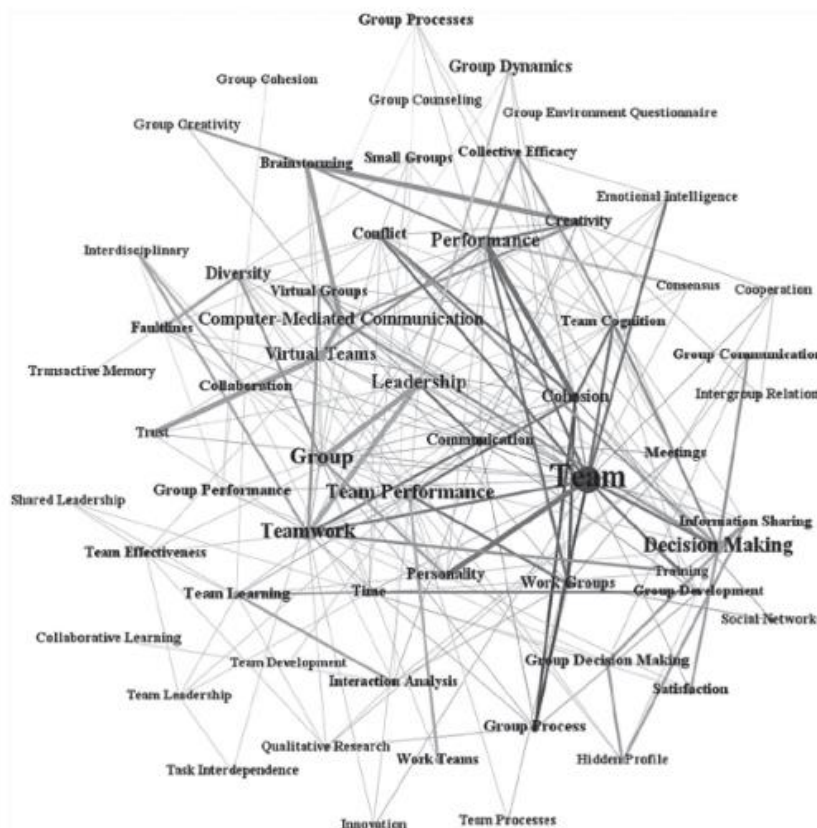 Group Processes
Group Dynamics
Group Cohesion
Group Counseling
Group Environment Questionnaire
Group Creativity
Brainstorming
Small Groups
Collective Efficacy
Emotional Intelligence
Creativity
Conflict
Performance
Interdisciplinary
Diversity
Virtual Groups
Consensus
Cooperation
Faultlines
Computer-Mediated Communication
Team Cognition
Virtual Teams
Group Communication
Transactive Memory
Collaboration
Leadership
Cohesion
Intergroup Relation
Trust
Communication
Meetings
Group
Team
Shared Leadership
Group Performance
Team Performance
Information Sharing
Teamwork
Decision Making
Team Effectiveness
Personality
Training
Team Learning
Time
Work Groups
Group Development
Social Network
Collaborative Learning
Team Development
Group Decision Making
Team Leadership
Interaction Analysis
Satisfaction
Group Process
Qualitative Research
Work Teams
Hidden Profile
Task Interdependence
Innovation
Team Processes